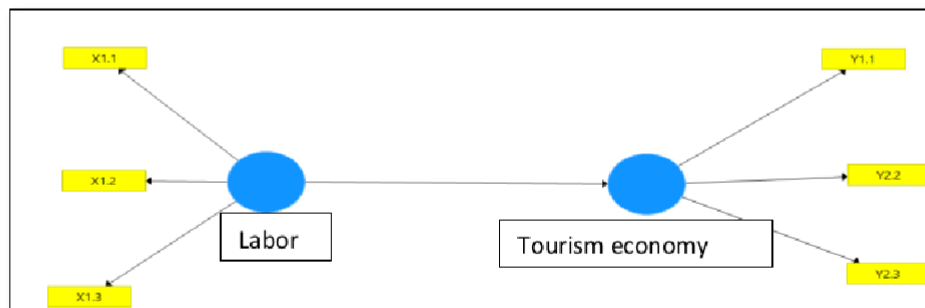 X1.1
Y1.1
X1.2
Y2.2
Labor
Tourism economy
X1.3
Y2.3